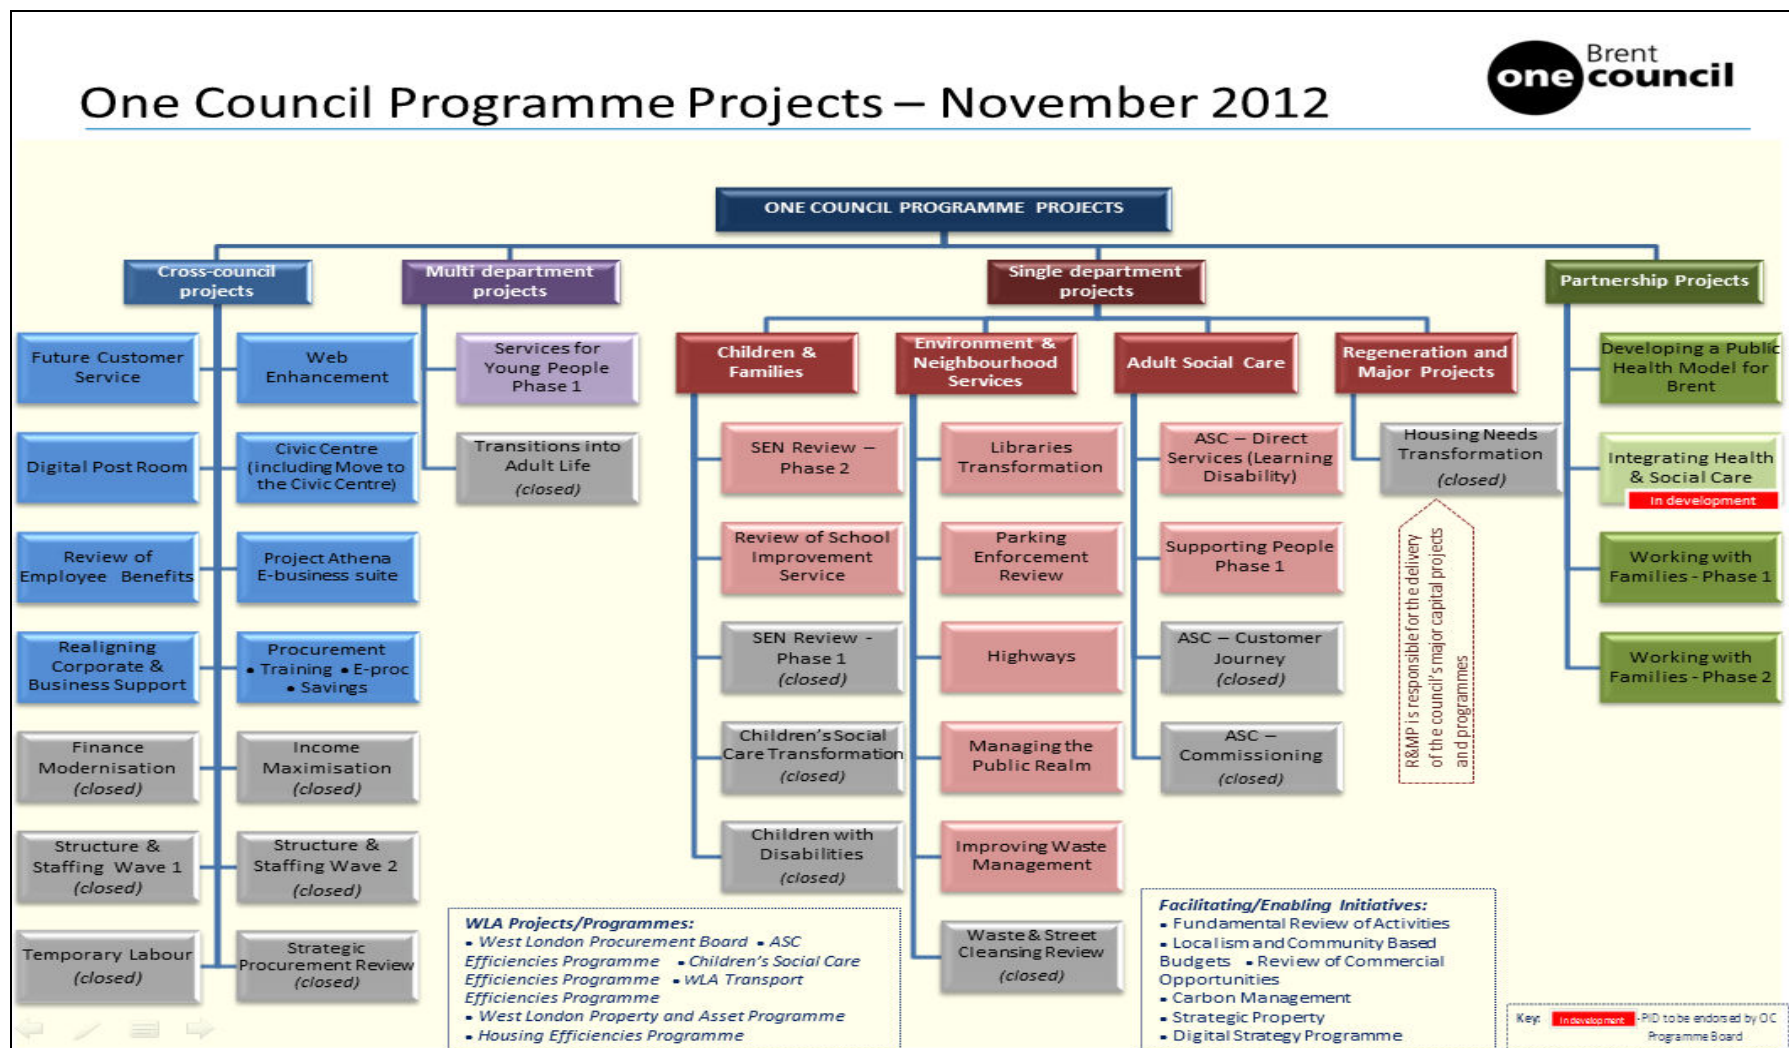 Brent
one council
One Council Programme Projects – November 2012
ONE COUNCIL PROGRAMME PROJECTS
Cross-council
projects
Multi department
projects
Single department
projects
Partnership Projects
Future Customer
Service
Web
Enhancement
Digital Post Room
Civic Centre
(including Move to
the Civic Centre)
Review of
Employee Benefits
Project Athena
E-business suite
Realigning
Corporate &
Business Support
Procurement
• Training • E-proc
• Savings
Finance
Modernisation
(closed)
Income
Maximisation
(closed)
Structure &
Staffing Wave 1
(closed)
Structure &
Staffing Wave 2
(closed)
Temporary Labour
(closed)
Strategic
Procurement Review
(closed)
Services for
Young People
Phase 1
Transitions into
Adult Life
(closed)
Children &
Families
SEN Review –
Phase 2
Review of School
Improvement
Service
SEN Review -
Phase 1
(closed)
Children's Social
Care Transformation
(closed)
Children with
Disabilities
(closed)
Environment &
Neighbourhood
Services
Libraries
Transformation
Parking
Enforcement
Review
Highways
Managing the
Public Realm
Improving Waste
Management
Waste & Street
Cleansing Review
(closed)
Adult Social Care
ASC – Direct
Services (Learning
Disability)
Supporting People
Phase 1
ASC – Customer
Journey
(closed)
ASC –
Commissioning
(closed)
Regeneration and
Major Projects
Housing Needs
Transformation
(closed)
R&MP is responsible for the delivery
of the council's major capital projects
and programmes
Developing a Public
Health Model for
Brent
Integrating Health
& Social Care
In development
Working with
Families - Phase 1
Working with
Families - Phase 2
WLA Projects/Programmes:
• West London Procurement Board • ASC
Efficiencies Programme • Children's Social Care
Efficiencies Programme • WLA Transport
Efficiencies Programme
• West London Property and Asset Programme
• Housing Efficiencies Programme
Facilitating/Enabling Initiatives:
• Fundamental Review of Activities
• Localism and Community Based
Budgets • Review of Commercial
Opportunities
• Carbon Management
• Strategic Property
• Digital Strategy Programme
Key: In development -PID to be endorsed by OC
Programme Board